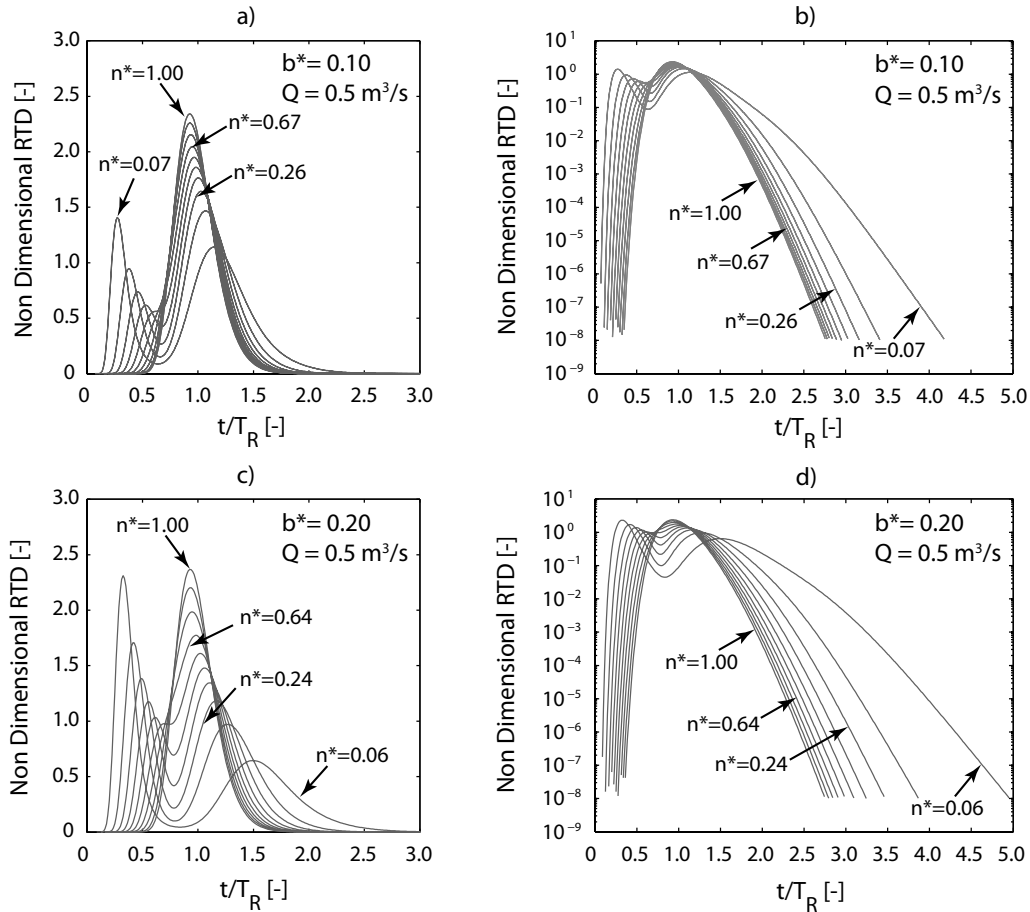 a)
Non Dimensional RTD [-]
3.0
2.5
2.0
1.5
1.0
0.5
0
b*= 0.10
Q = 0.5 m³/s
n*=1.00
n*=0.67
n*=0.07
n*=0.26
0 0.5 1.0 1.5 2.0 2.5 3.0
t/T_R [-]
b)
Non Dimensional RTD [-]
10¹
10⁰
10⁻¹
10⁻²
10⁻³
10⁻⁴
10⁻⁵
10⁻⁶
10⁻⁷
10⁻⁸
10⁻⁹
b*= 0.10
Q = 0.5 m³/s
n*=1.00
n*=0.67
n*=0.26
n*=0.07
0 0.5 1.0 1.5 2.0 2.5 3.0 3.5 4.0 4.5 5.0
t/T_R [-]
c)
Non Dimensional RTD [-]
3.0
2.5
2.0
1.5
1.0
0.5
0
b*= 0.20
Q = 0.5 m³/s
n*=1.00
n*=0.64
n*=0.24
n*=0.06
0 0.5 1.0 1.5 2.0 2.5 3.0
t/T_R [-]
d)
Non Dimensional RTD [-]
10¹
10⁰
10⁻¹
10⁻²
10⁻³
10⁻⁴
10⁻⁵
10⁻⁶
10⁻⁷
10⁻⁸
10⁻⁹
b*= 0.20
Q = 0.5 m³/s
n*=1.00
n*=0.64
n*=0.24
n*=0.06
0 0.5 1.0 1.5 2.0 2.5 3.0 3.5 4.0 4.5 5.0
t/T_R [-]